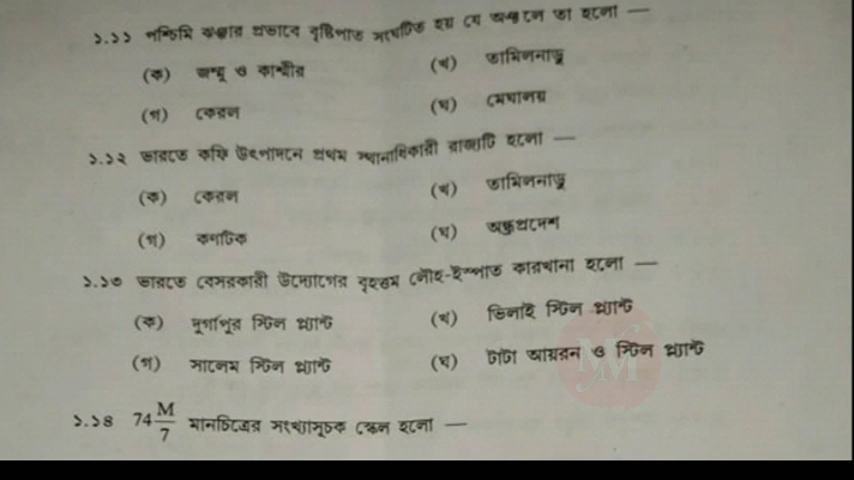 ১.১১ পশ্চিমি ঝঞ্ঝার প্রভাবে বৃষ্টিপাত সংঘটিত হয় যে অঞ্চলে তা হলো —
(ক) জম্মু ও কাশ্মীর (খ) তামিলনাড়ু
(গ) কেরল (ঘ) মেঘালয়
১.১২ ভারতে কফি উৎপাদনে প্রথম স্থানাধিকারী রাজ্যটি হলো —
(ক) কেরল (খ) তামিলনাড়ু
(গ) কর্ণাটক (ঘ) অন্ধ্রপ্রদেশ
১.১৩ ভারতে বেসরকারী উদ্যোগের বৃহত্তম লৌহ-ইস্পাত কারখানা হলো —
(ক) দুর্গাপুর স্টিল প্ল্যান্ট (খ) ভিলাই স্টিল প্ল্যান্ট
(গ) সালেম স্টিল প্ল্যান্ট (ঘ) টাটা আয়রন ও স্টিল প্ল্যান্ট
১.১৪ 74 M/7 মানচিত্রের সংখ্যাসূচক স্কেল হলো —